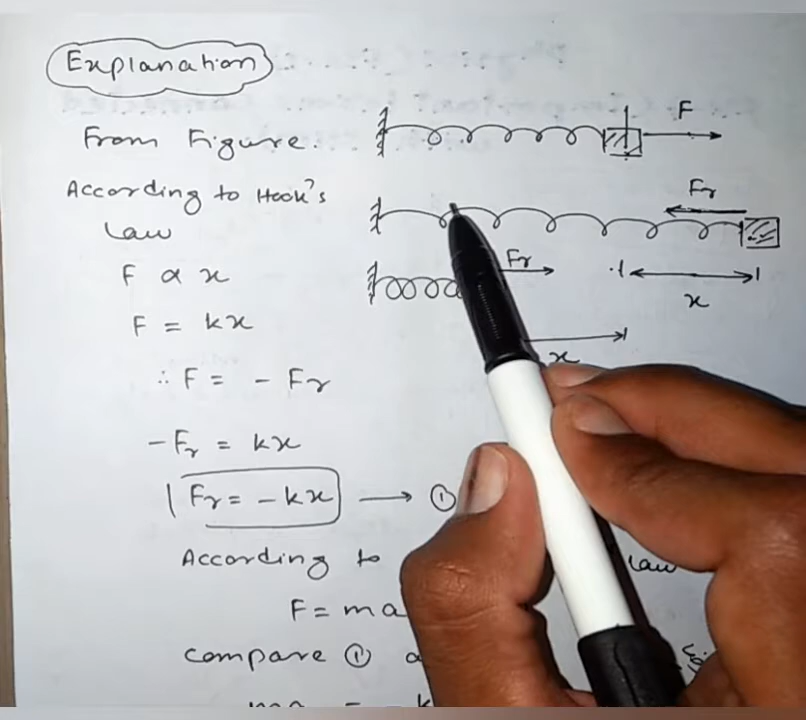 Explanation
From Figure.
F
According to Hook's
Law
Fr
F ∝ x
Fr
x
F = kx
x
∴ F = - Fr
-Fr = kx
Fr = -kx → ①
According to Law
F = ma
compare ①
ma = k